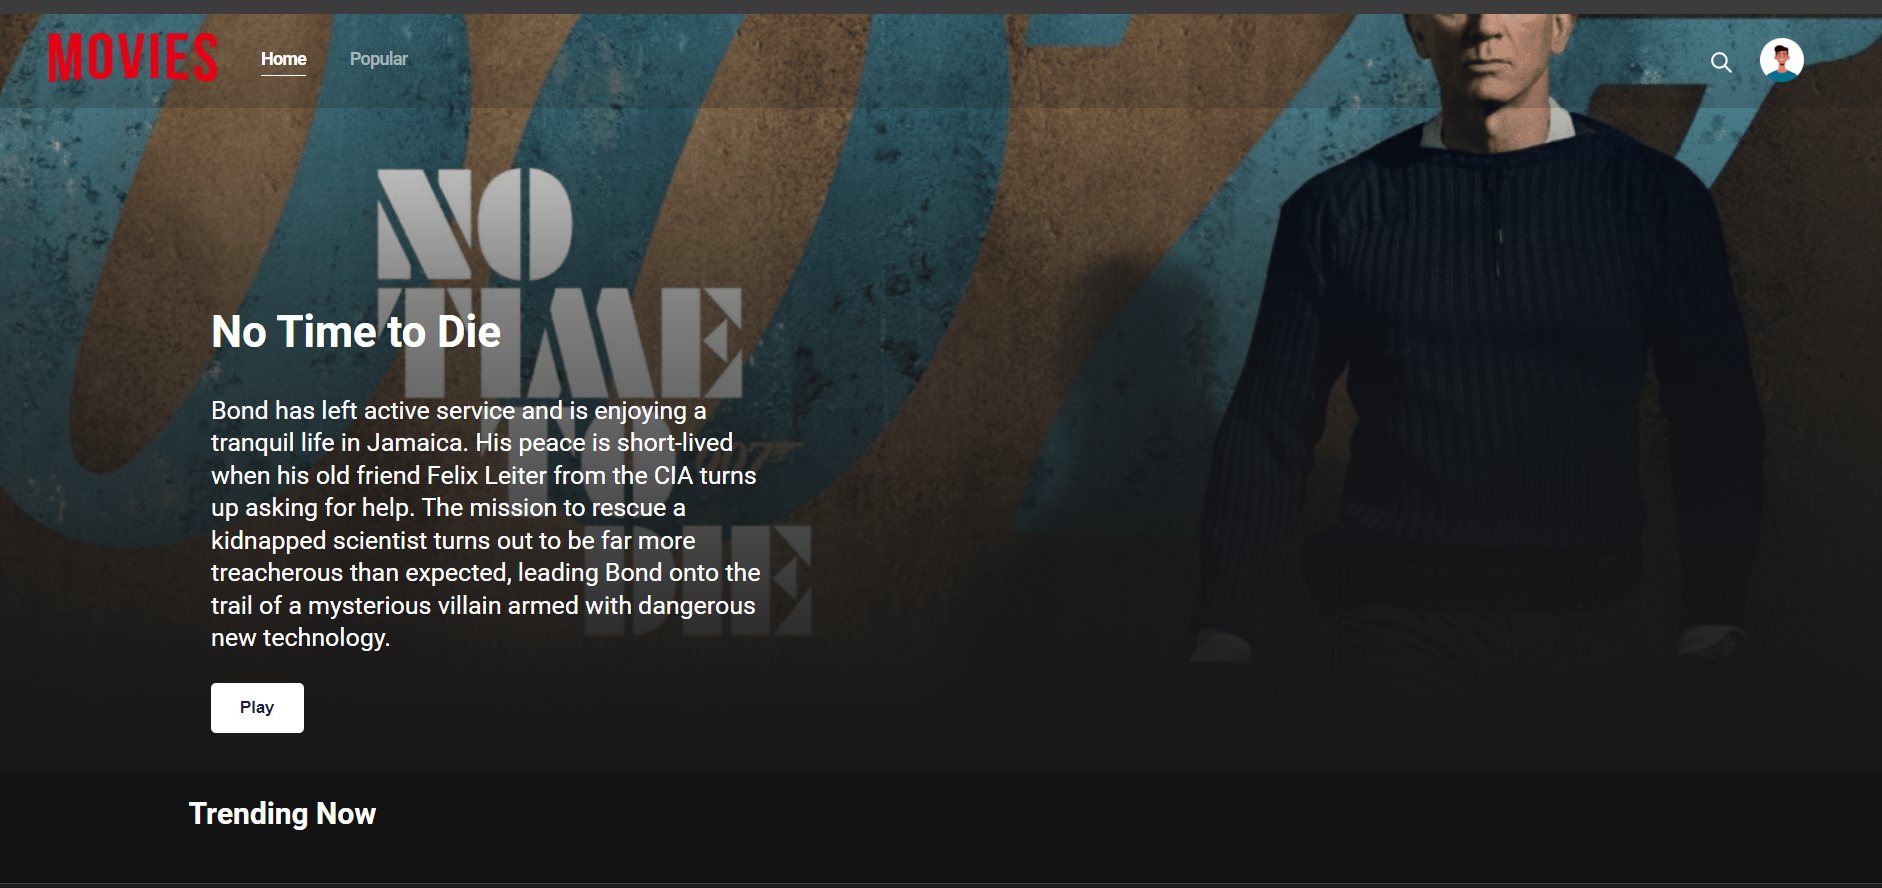 MOVIES
Home
Popular
NO
TIME
TO
DIE
007
No Time to Die
Bond has left active service and is enjoying a
tranquil life in Jamaica. His peace is short-lived
when his old friend Felix Leiter from the CIA turns
up asking for help. The mission to rescue a
kidnapped scientist turns out to be far more
treacherous than expected, leading Bond onto the
trail of a mysterious villain armed with dangerous
new technology.
Play
Trending Now